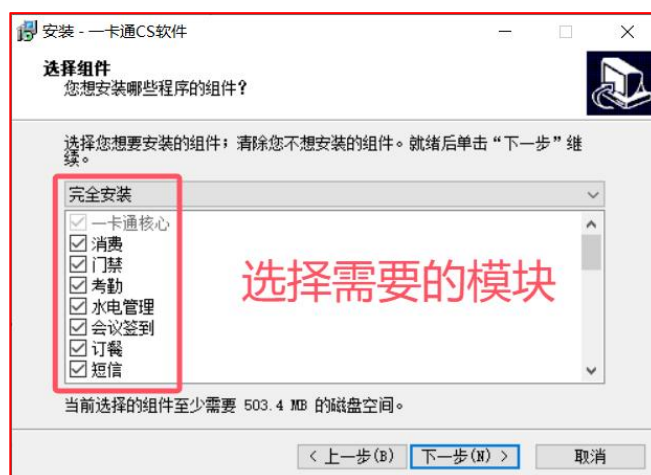 安装 - 一卡通CS软件
选择组件
您想安装哪些程序的组件?
选择您想要安装的组件；清除您不想安装的组件。就绪后单击“下一步”继
续。
完全安装
一卡通核心
消费
门禁
考勤
水电管理
会议签到
订餐
短信
选择需要的模块
当前选择的组件至少需要 503.4 MB 的磁盘空间。
< 上一步(B)
下一步(N) >
取消